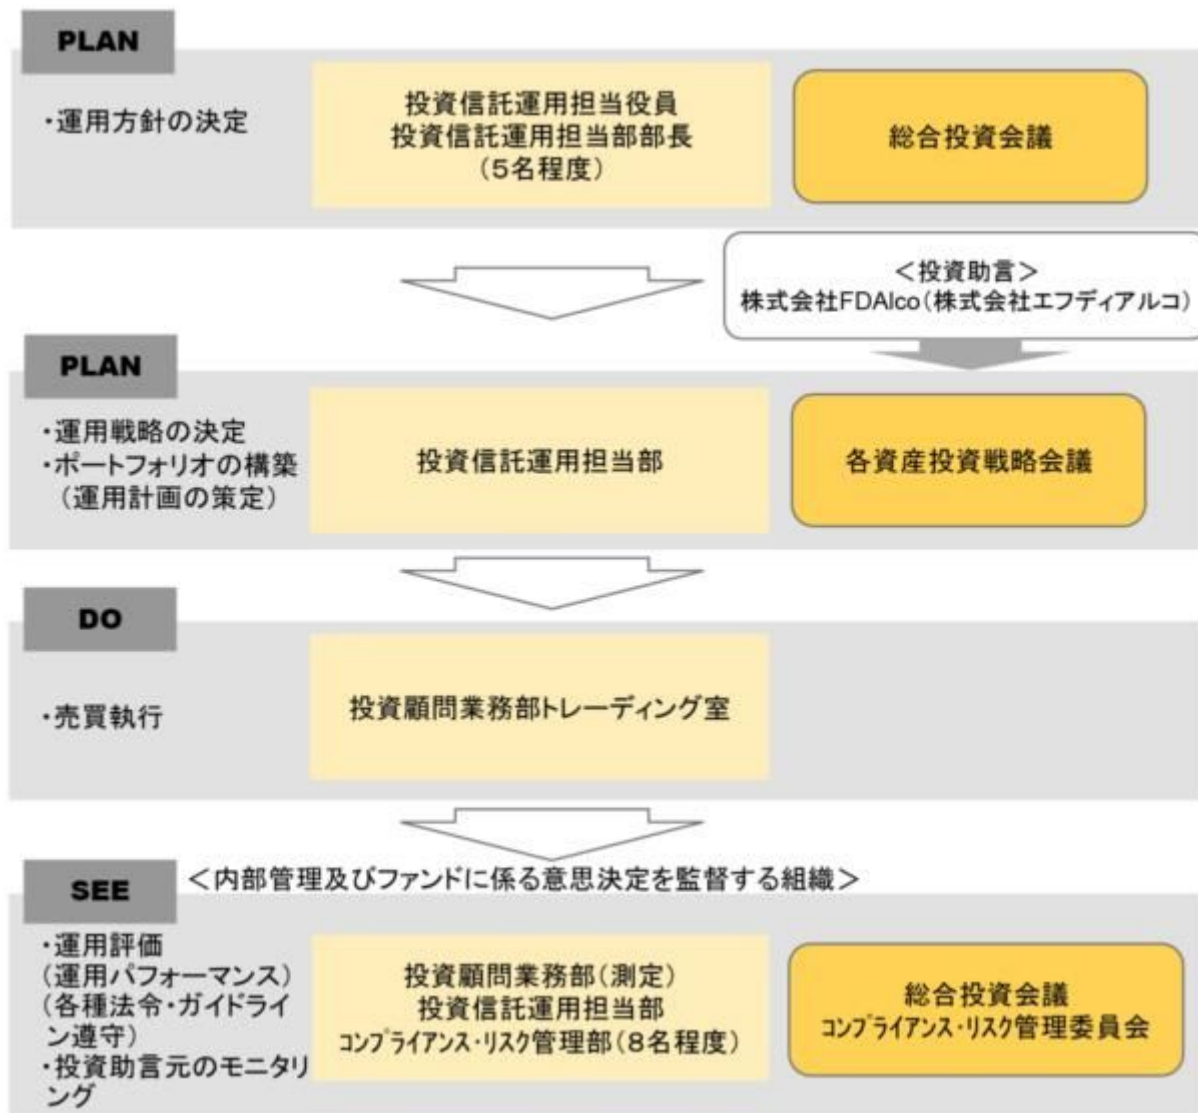 PLAN
・運用方針の決定
投資信託運用担当役員
投資信託運用担当部部長
(5名程度)
総合投資会議
＜投資助言＞
株式会社FDAlco(株式会社エフディアルコ)
PLAN
・運用戦略の決定
・ポートフォリオの構築
(運用計画の策定)
投資信託運用担当部
各資産投資戦略会議
DO
・売買執行
投資顧問業務部トレーディング室
SEE
＜内部管理及びファンドに係る意思決定を監督する組織＞
・運用評価
(運用パフォーマンス)
(各種法令・ガイドライ
ン遵守)
・投資助言元のモニタリ
ング
投資顧問業務部(測定)
投資信託運用担当部
ｺﾝﾌﾟﾗｲｱﾝｽ・ﾘｽｸ管理部(8名程度)
総合投資会議
ｺﾝﾌﾟﾗｲｱﾝｽ・ﾘｽｸ管理委員会